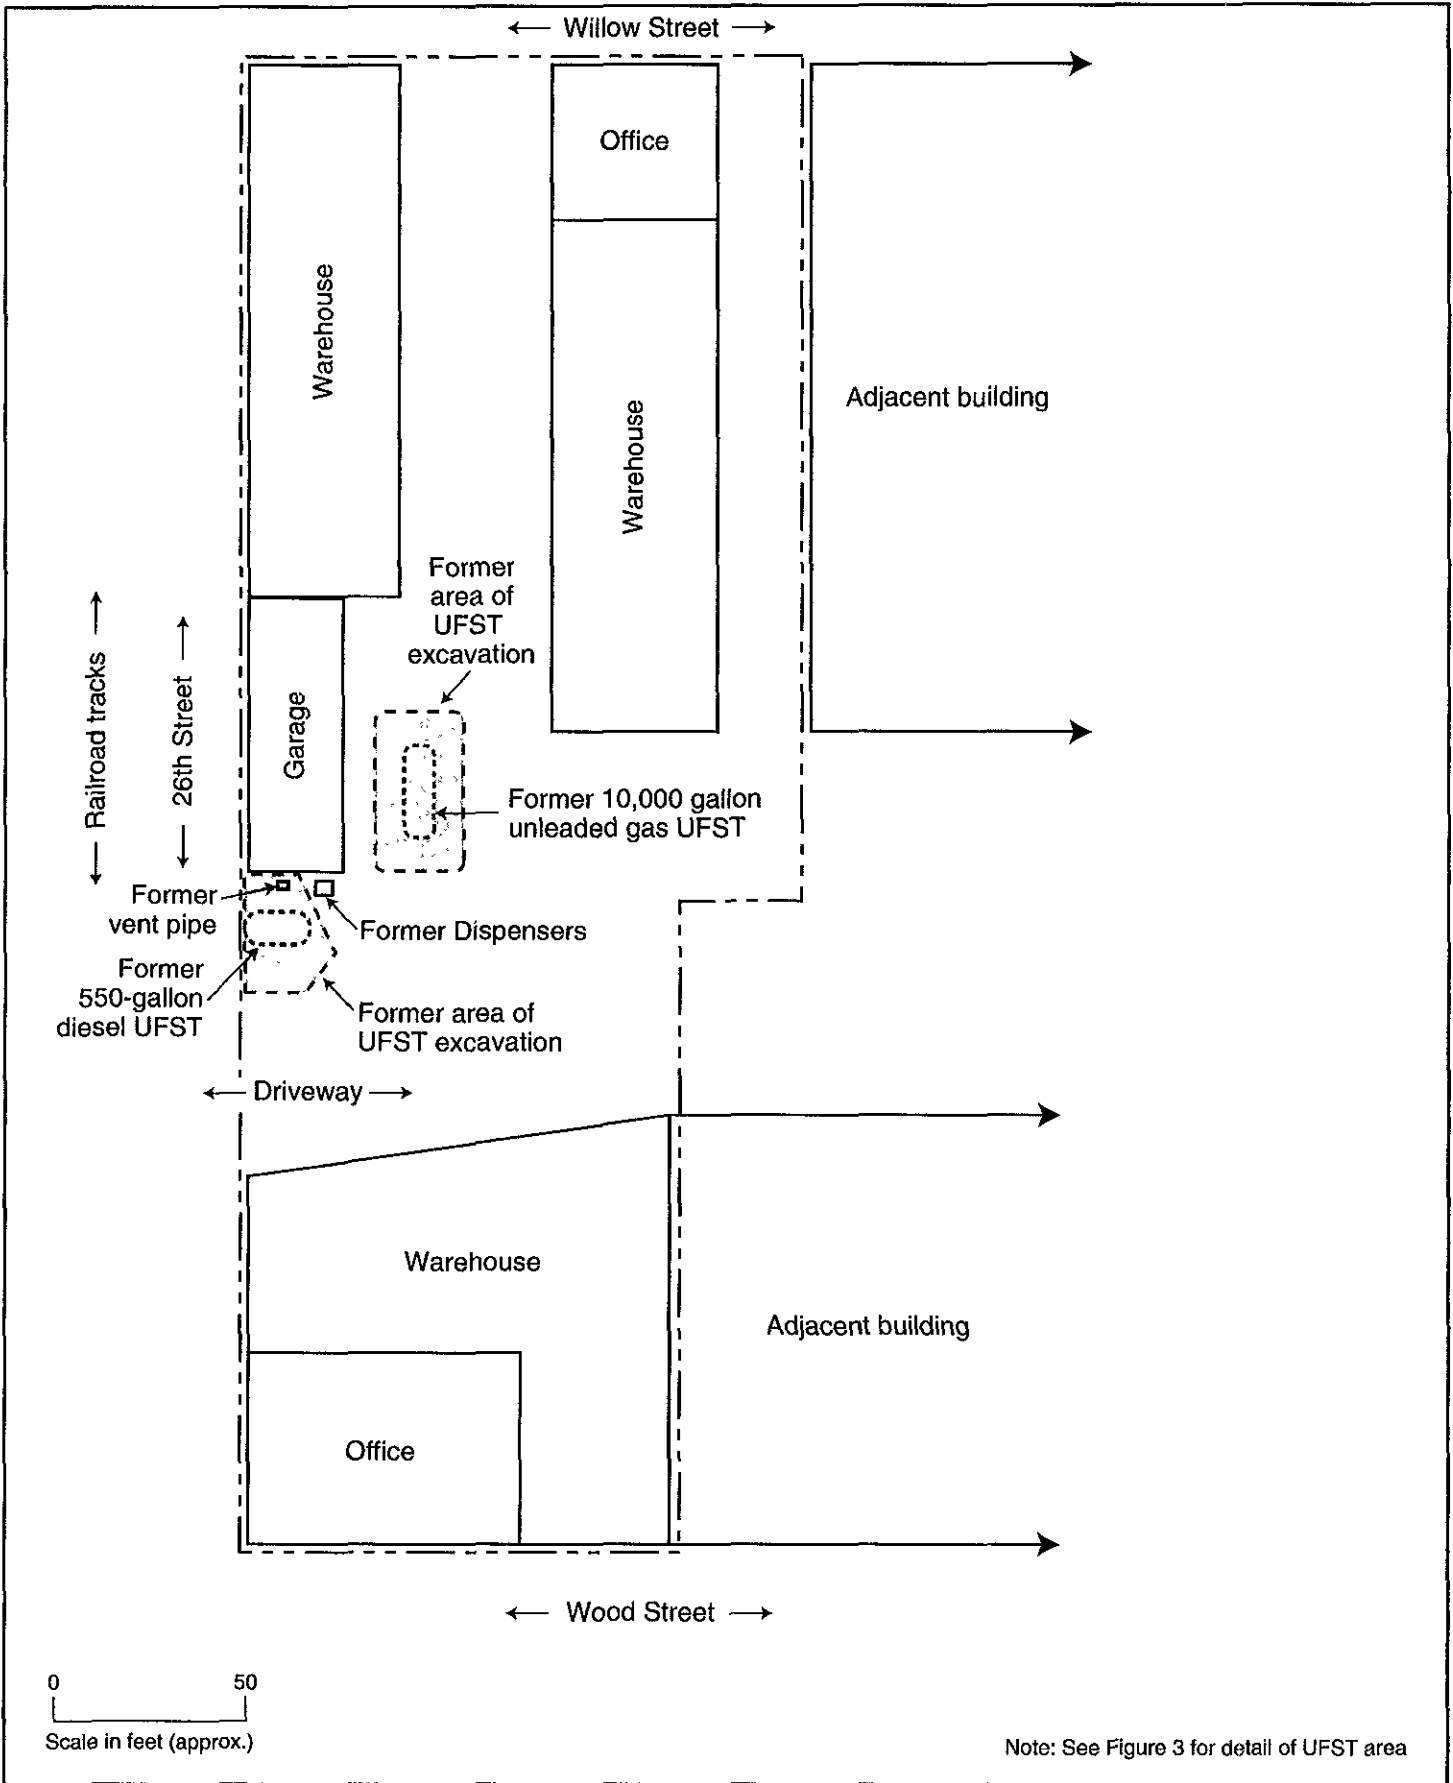 Willow Street
Office
Warehouse
Warehouse
Adjacent building
Former
area of
UFST
excavation
Railroad tracks
26th Street
Garage
Former 10,000 gallon
unleaded gas UFST
Former
vent pipe
Former Dispensers
Former
550-gallon
diesel UFST
Former area of
UFST excavation
Driveway
Warehouse
Adjacent building
Office
Wood Street
0 50
Scale in feet (approx.)
Note: See Figure 3 for detail of UFST area